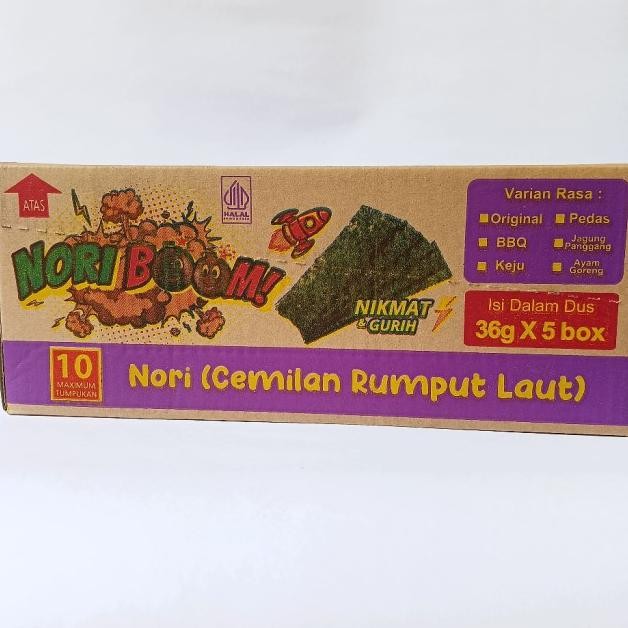 ATAS
NORI BOOM!
HALAL
INDONESIA
NIKMAT
& GURIH
Varian Rasa :
Original
Pedas
BBQ
Jagung
Panggang
Keju
Ayam
Goreng
Isi Dalam Dus
36g X 5 box
10
MAXIMUM
TUMPUKAN
Nori (Cemilan Rumput Laut)